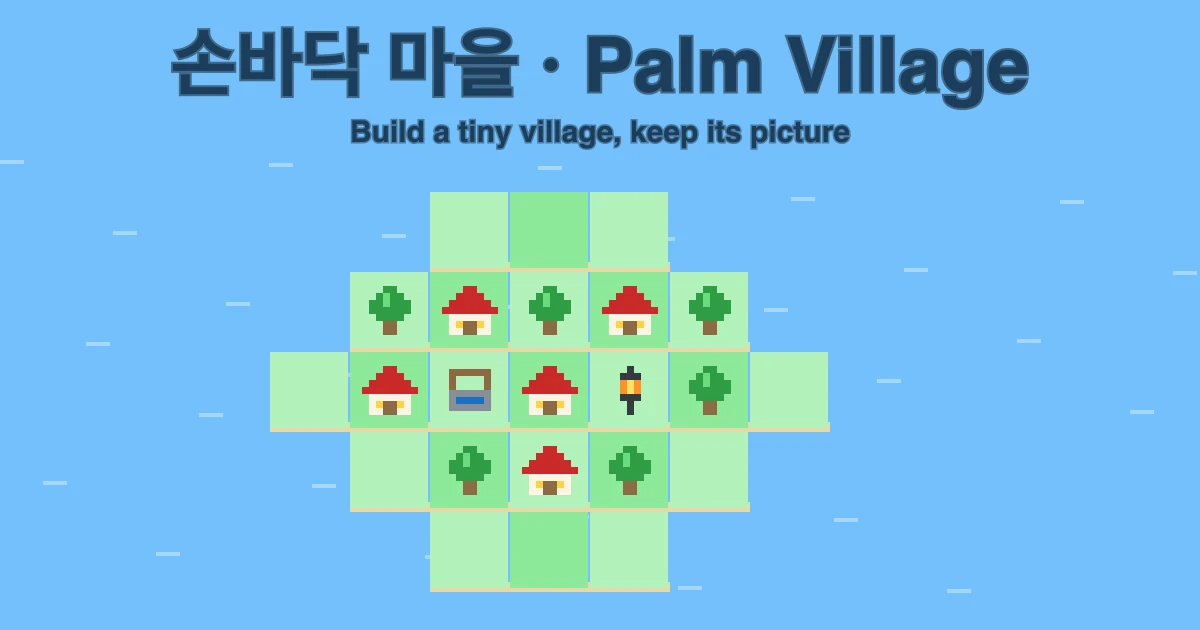 손바닥 마을 · Palm Village
Build a tiny village, keep its picture